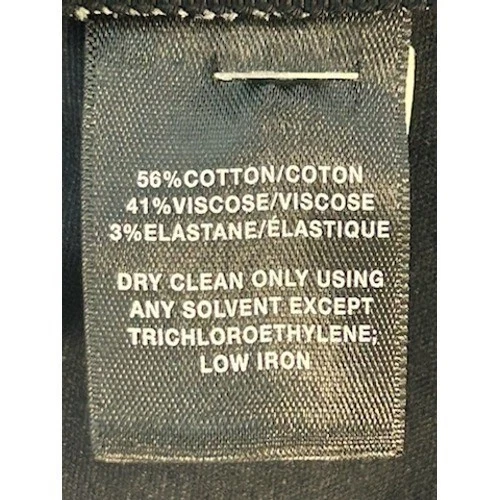 56%COTTON/COTON
41%VISCOSE/VISCOSE
3%ELASTANE/ÉLASTIQUE
DRY CLEAN ONLY USING
ANY SOLVENT EXCEPT
TRICHLOROETHYLENE;
LOW IRON